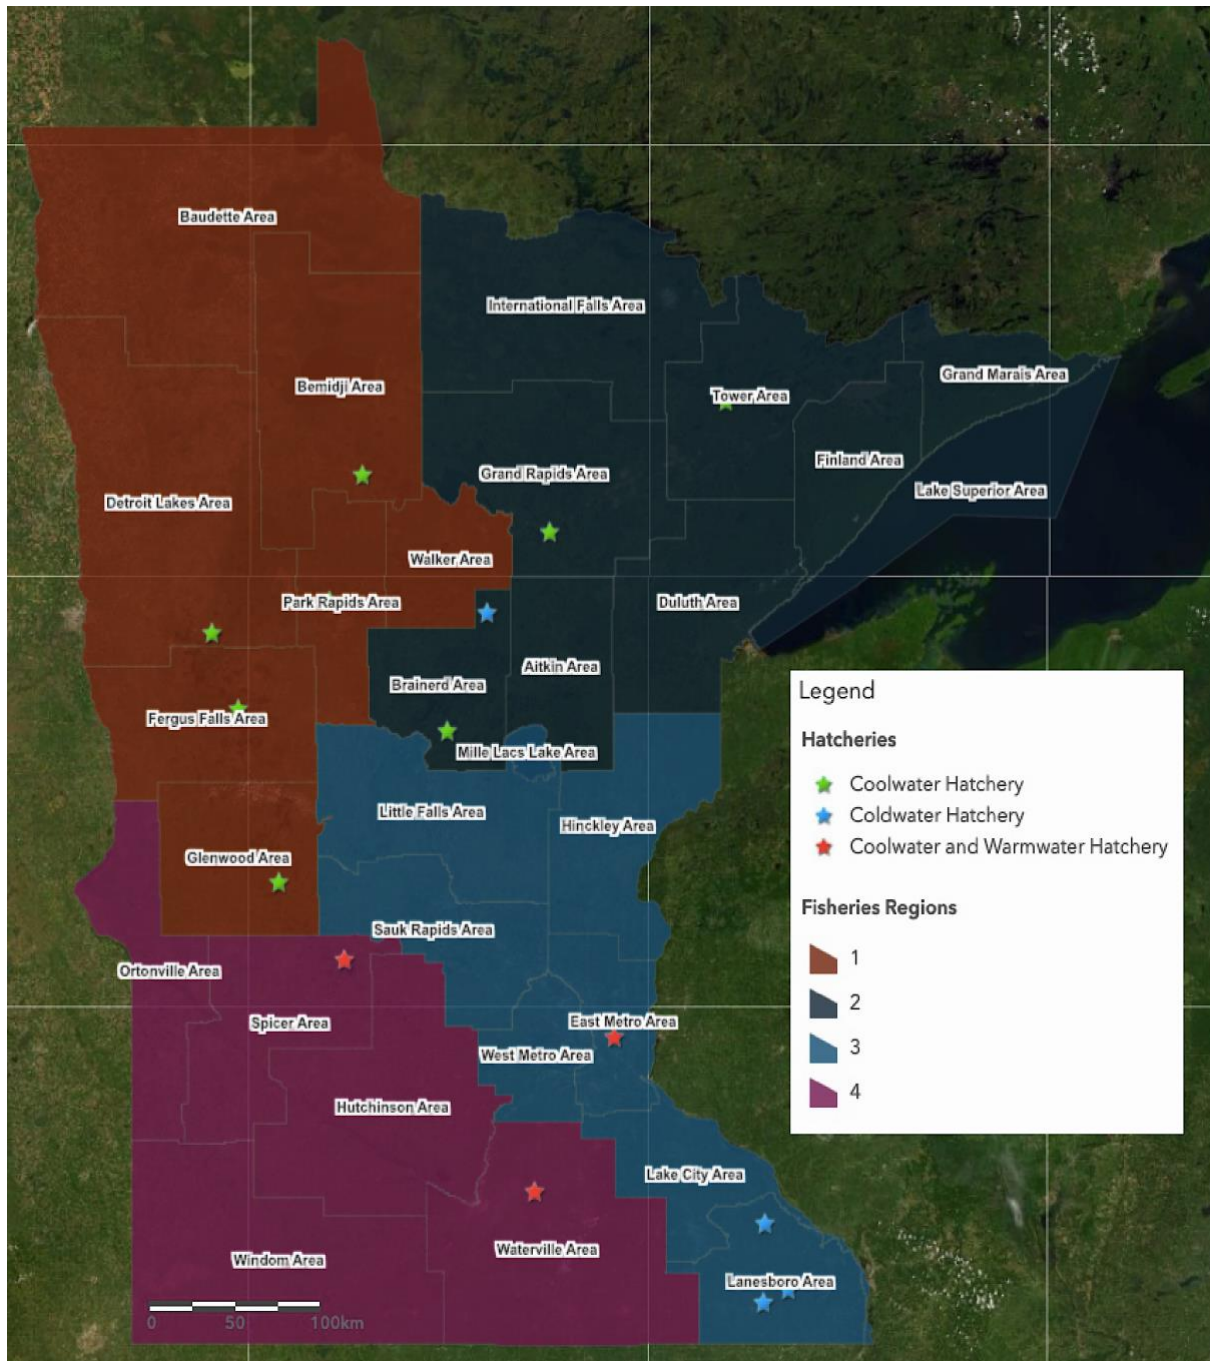 Baudette Area
International Falls Area
Grand Marais Area
Bemidji Area
Tower Area
Finland Area
Grand Rapids Area
Lake Superior Area
Detroit Lakes Area
Walker Area
Park Rapids Area
Duluth Area
Aitkin Area
Brainerd Area
Fergus Falls Area
Mille Lacs Lake Area
Little Falls Area
Hinckley Area
Glenwood Area
Sauk Rapids Area
Ortonville Area
Spicer Area
East Metro Area
West Metro Area
Hutchinson Area
Lake City Area
Waterville Area
Windom Area
Lanesboro Area
0 50 100km
Legend
Hatcheries
Coolwater Hatchery
Coldwater Hatchery
Coolwater and Warmwater Hatchery
Fisheries Regions
1
2
3
4